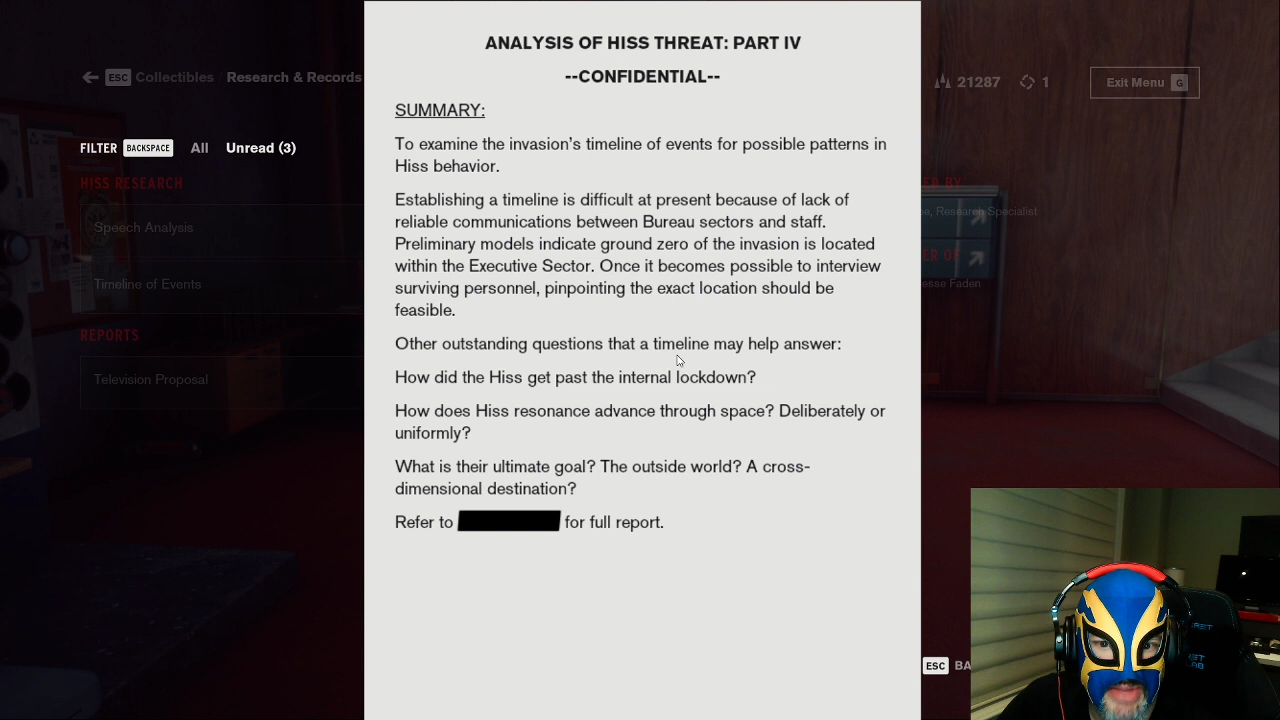 ANALYSIS OF HISS THREAT: PART IV
--CONFIDENTIAL--
ESC Collectibles / Research & Records
21287
1
Exit Menu G
SUMMARY:
To examine the invasion's timeline of events for possible patterns in
Hiss behavior.
FILTER BACKSPACE All Unread (3)
HISS RESEARCH
Speech Analysis
Timeline of Events
REPORTS
Television Proposal
Establishing a timeline is difficult at present because of lack of
reliable communications between Bureau sectors and staff.
Preliminary models indicate ground zero of the invasion is located
within the Executive Sector. Once it becomes possible to interview
surviving personnel, pinpointing the exact location should be
feasible.
Other outstanding questions that a timeline may help answer:
How did the Hiss get past the internal lockdown?
How does Hiss resonance advance through space? Deliberately or
uniformly?
What is their ultimate goal? The outside world? A cross-
dimensional destination?
Refer to for full report.
BY
Research Specialist
Faden
ESC BA